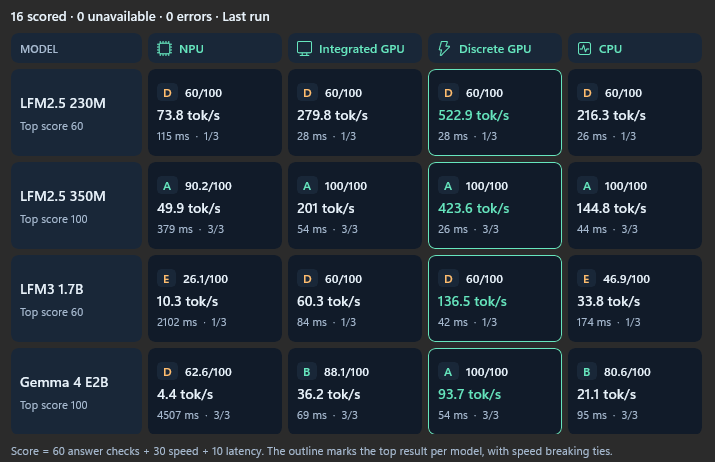 16 scored · 0 unavailable · 0 errors · Last run
MODEL NPU Integrated GPU Discrete GPU CPU
LFM2.5 230M
Top score 60
D 60/100
73.8 tok/s
115 ms · 1/3
D 60/100
279.8 tok/s
28 ms · 1/3
D 60/100
522.9 tok/s
28 ms · 1/3
D 60/100
216.3 tok/s
26 ms · 1/3
LFM2.5 350M
Top score 100
A 90.2/100
49.9 tok/s
379 ms · 3/3
A 100/100
201 tok/s
54 ms · 3/3
A 100/100
423.6 tok/s
26 ms · 3/3
A 100/100
144.8 tok/s
44 ms · 3/3
LFM3 1.7B
Top score 60
E 26.1/100
10.3 tok/s
2102 ms · 1/3
D 60/100
60.3 tok/s
84 ms · 1/3
D 60/100
136.5 tok/s
42 ms · 1/3
E 46.9/100
33.8 tok/s
174 ms · 1/3
Gemma 4 E2B
Top score 100
D 62.6/100
4.4 tok/s
4507 ms · 3/3
B 88.1/100
36.2 tok/s
69 ms · 3/3
A 100/100
93.7 tok/s
54 ms · 3/3
B 80.6/100
21.1 tok/s
95 ms · 3/3
Score = 60 answer checks + 30 speed + 10 latency. The outline marks the top result per model, with speed breaking ties.